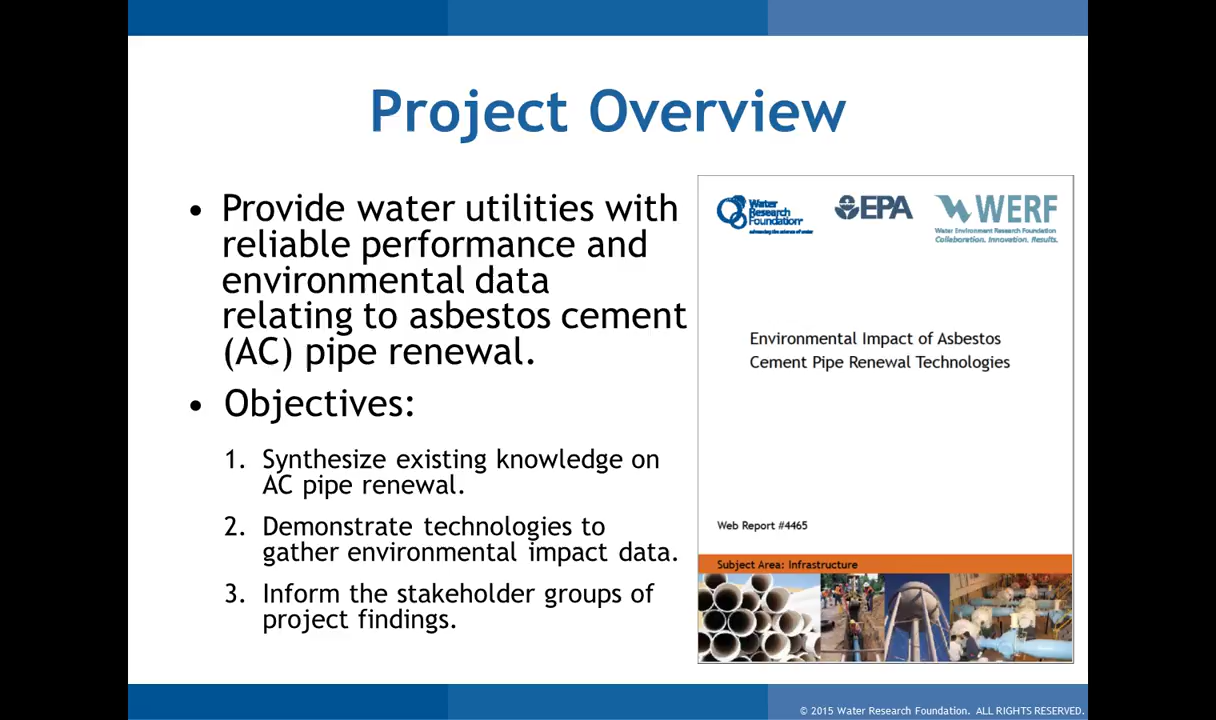 Project Overview
• Provide water utilities with
reliable performance and
environmental data
relating to asbestos cement
(AC) pipe renewal.
• Objectives:
1. Synthesize existing knowledge on
AC pipe renewal.
2. Demonstrate technologies to
gather environmental impact data.
3. Inform the stakeholder groups of
project findings.
Water
Research
Foundation
advancing the science of water
EPA
WERF
Water Environment Research Foundation
Collaboration. Innovation. Results.
Environmental Impact of Asbestos
Cement Pipe Renewal Technologies
Web Report #4465
Subject Area: Infrastructure
© 2015 Water Research Foundation. ALL RIGHTS RESERVED.